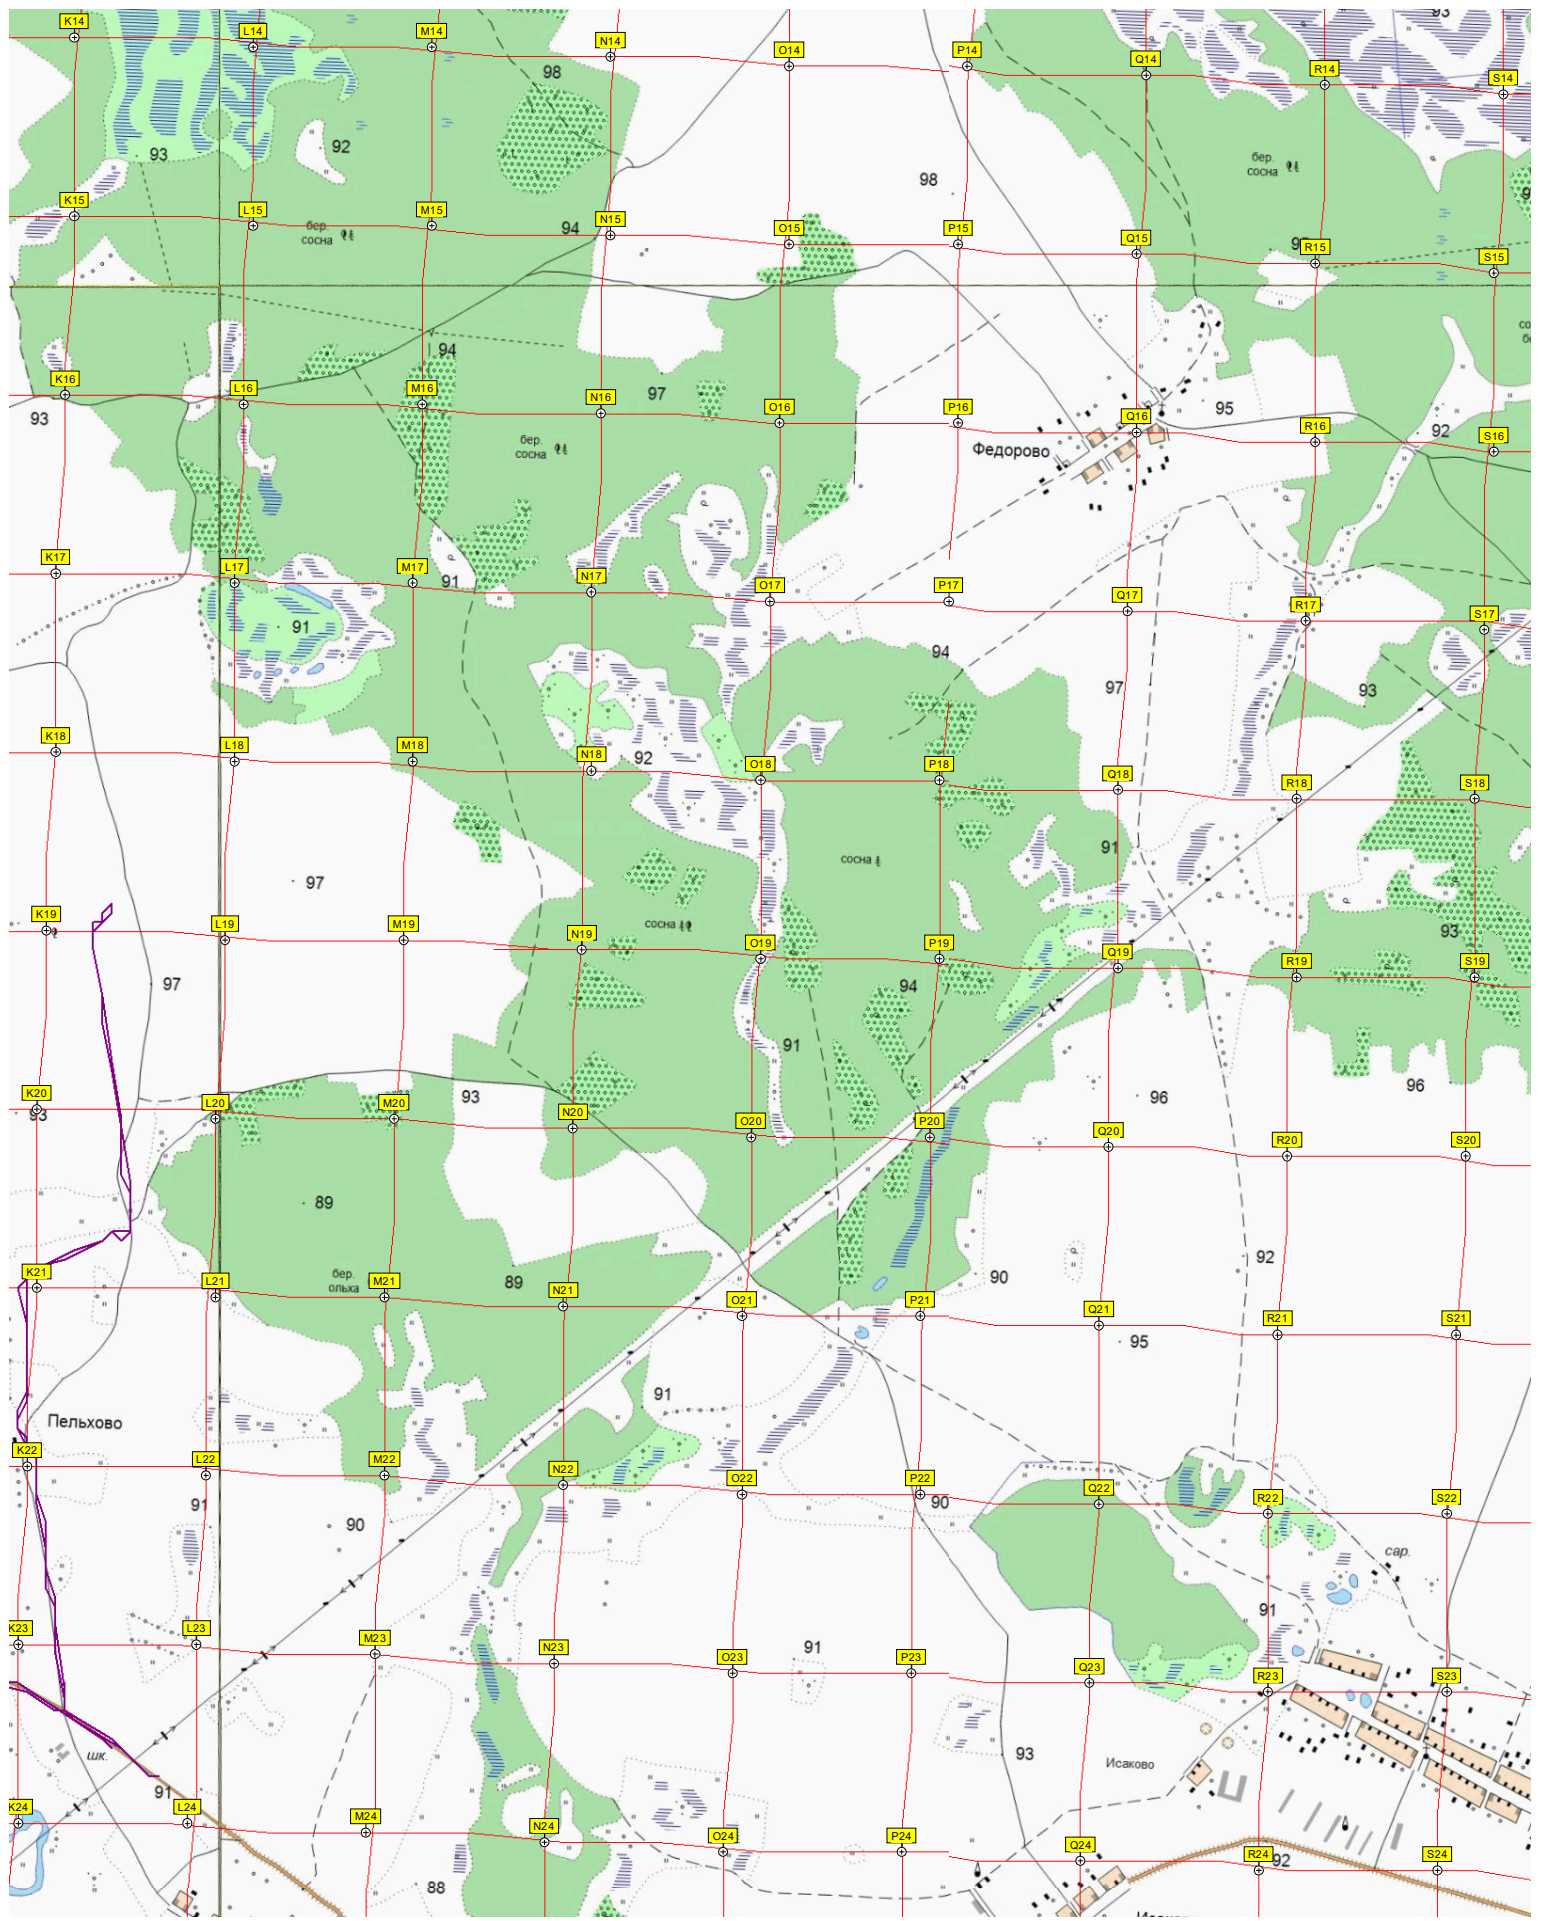 93
K14
L14
M14
N14
O14
P14
Q14
R14
S14
98
93
92
бер.
сосна
98
K15
L15
M15
N15
O15
P15
Q15
R15
S15
бер.
сосна
94
94
K16
L16
M16
N16
O16
P16
Q16
R16
S16
97
95
93
92
бер.
сосна
Федорово
K17
L17
M17
N17
O17
P17
Q17
R17
S17
91
91
94
97
93
K18
L18
M18
N18
O18
P18
Q18
R18
S18
92
91
сосна
97
K19
L19
M19
N19
O19
P19
Q19
R19
S19
сосна
93
97
94
91
K20
L20
M20
N20
O20
P20
Q20
R20
S20
93
93
96
96
89
92
K21
L21
M21
N21
O21
P21
Q21
R21
S21
бер.
ольха
89
90
95
91
Пельхово
K22
L22
M22
N22
O22
P22
Q22
R22
S22
91
90
90
сар.
91
K23
L23
M23
N23
O23
P23
Q23
R23
S23
91
шк.
93
Исаково
91
K24
L24
M24
N24
O24
P24
Q24
R24
S24
92
88